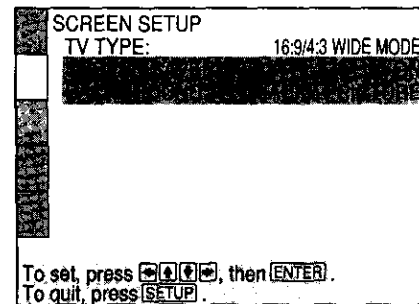 SCREEN SETUP
TV TYPE: 16:9/4:3 WIDE MODE
To set, press ←↑↓→, then ENTER.
To quit, press SETUP.